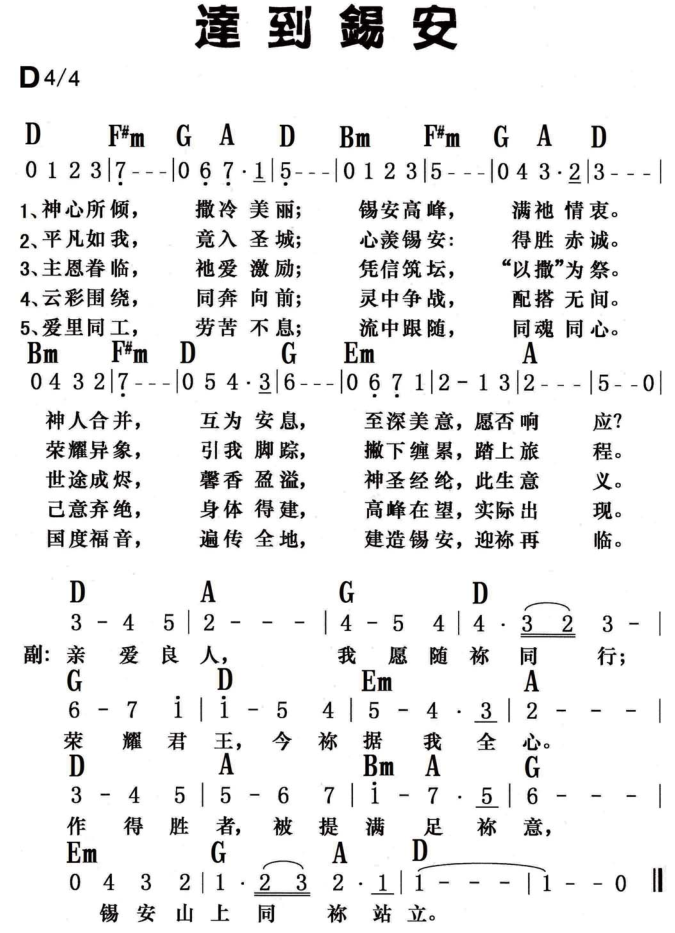 達到錫安
D 4/4
D F#m G A D Bm F#m G A D
0 1 2 3 | 7 - - - | 0 6 7 · 1 | 5 - - - | 0 1 2 3 | 5 - - - | 0 4 3 · 2 | 3 - - - |
1、神心所倾， 撒冷 美丽； 锡安高峰， 满祂 情衷。
2、平凡如我， 竟入 圣城； 心羡锡安： 得胜 赤诚。
3、主恩眷临， 祂爱 激励； 凭信筑坛， “以撒”为祭。
4、云彩围绕， 同奔 向前； 灵中争战， 配搭 无间。
5、爱里同工， 劳苦 不息； 流中跟随， 同魂 同心。
Bm F#m D G Em A
0 4 3 2 | 7 - - - | 0 5 4 · 3 | 6 - - - | 0 6 7 1 | 2 - 1 3 | 2 - - - | 5 - - 0 |
神人合并， 互为 安息， 至深美意，愿否响 应？
荣耀异象， 引我 脚踪， 撇下缠累，踏上旅 程。
世途成烬， 馨香 盈溢， 神圣经纶，此生意 义。
己意弃绝， 身体 得建， 高峰在望，实际出 现。
国度福音， 遍传 全地， 建造锡安，迎祢再 临。
D A G D
3 - 4 5 | 2 - - - | 4 - 5 4 | 4 · 3 2 3 - |
副: 亲 爱 良 人， 我 愿 随 祢 同 行；
G D Em A
6 - 7 i | i - 5 4 | 5 - 4 · 3 | 2 - - - |
荣 耀 君 王，今 祢 据 我 全 心。
D A Bm A G
3 - 4 5 | 5 - 6 7 | i - 7 · 5 | 6 - - - |
作 得 胜 者，被 提 满 足 祢 意，
Em G A D
0 4 3 2 | 1 · 2 3 2 · 1 | 1 - - - | 1 - - 0 ‖
锡 安 山 上 同 祢 站 立。